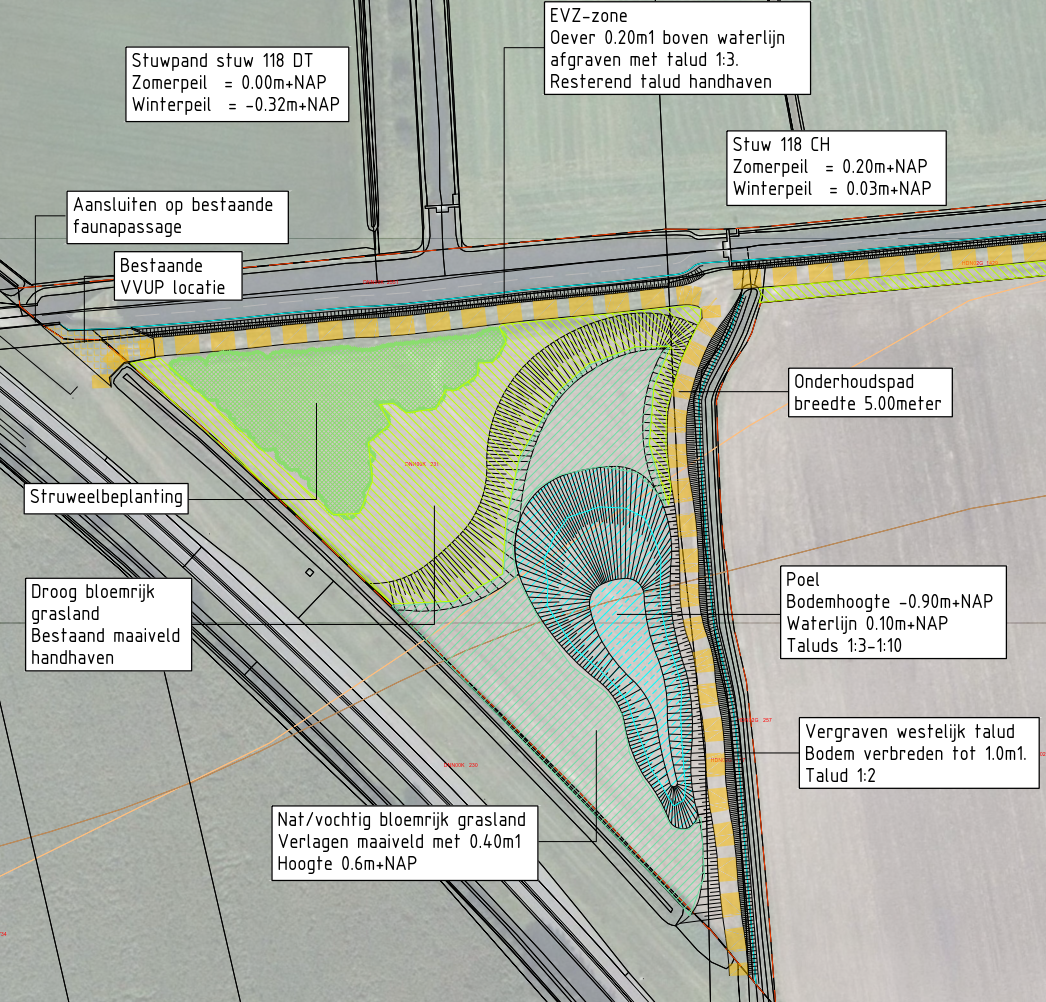 EVZ-zone
Oever 0.20m1 boven waterlijn
afgraven met talud 1:3.
Resterend talud handhaven
Stuwpand stuw 118 DT
Zomerpeil = 0.00m+NAP
Winterpeil = -0.32m+NAP
Stuw 118 CH
Zomerpeil = 0.20m+NAP
Winterpeil = 0.03m+NAP
Aansluiten op bestaande
faunapassage
Bestaande
VVUP locatie
Onderhoudspad
breedte 5.00meter
Struweelbeplanting
Droog bloemrijk
grasland
Bestaand maaiveld
handhaven
Poel
Bodemhoogte -0.90m+NAP
Waterlijn 0.10m+NAP
Taluds 1:3-1:10
Vergraven westelijk talud
Bodem verbreden tot 1.0m1.
Talud 1:2
Nat/vochtig bloemrijk grasland
Verlagen maaiveld met 0.40m1
Hoogte 0.6m+NAP